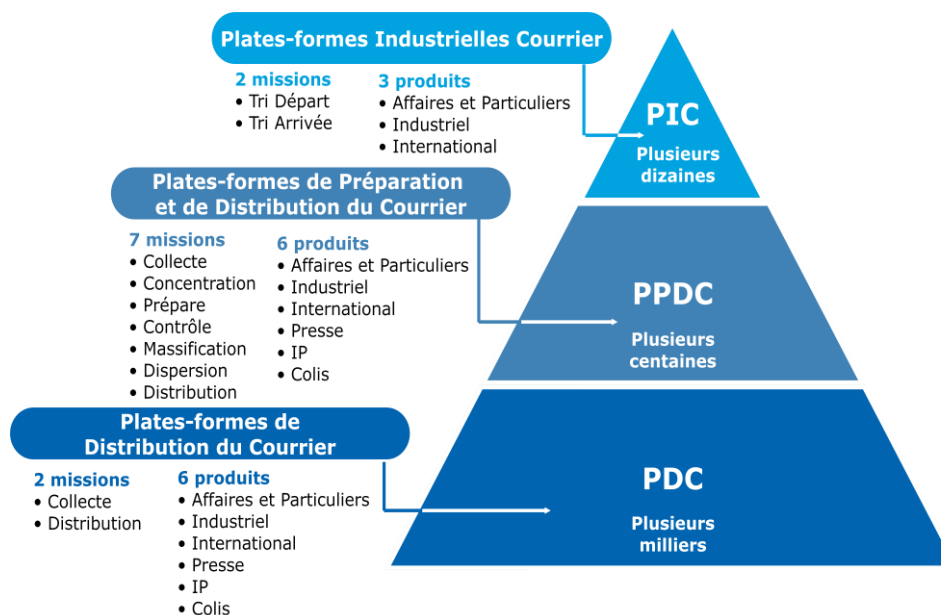 Plates-formes Industrielles Courrier
2 missions
• Tri Départ
• Tri Arrivée
3 produits
• Affaires et Particuliers
• Industriel
• International
PIC
Plusieurs
dizaines
Plates-formes de Préparation
et de Distribution du Courrier
7 missions
• Collecte
• Concentration
• Prépare
• Contrôle
• Massification
• Dispersion
• Distribution
6 produits
• Affaires et Particuliers
• Industriel
• International
• Presse
• IP
• Colis
PPDC
Plusieurs
centaines
Plates-formes de
Distribution du Courrier
2 missions
• Collecte
• Distribution
6 produits
• Affaires et Particuliers
• Industriel
• International
• Presse
• IP
• Colis
PDC
Plusieurs
milliers